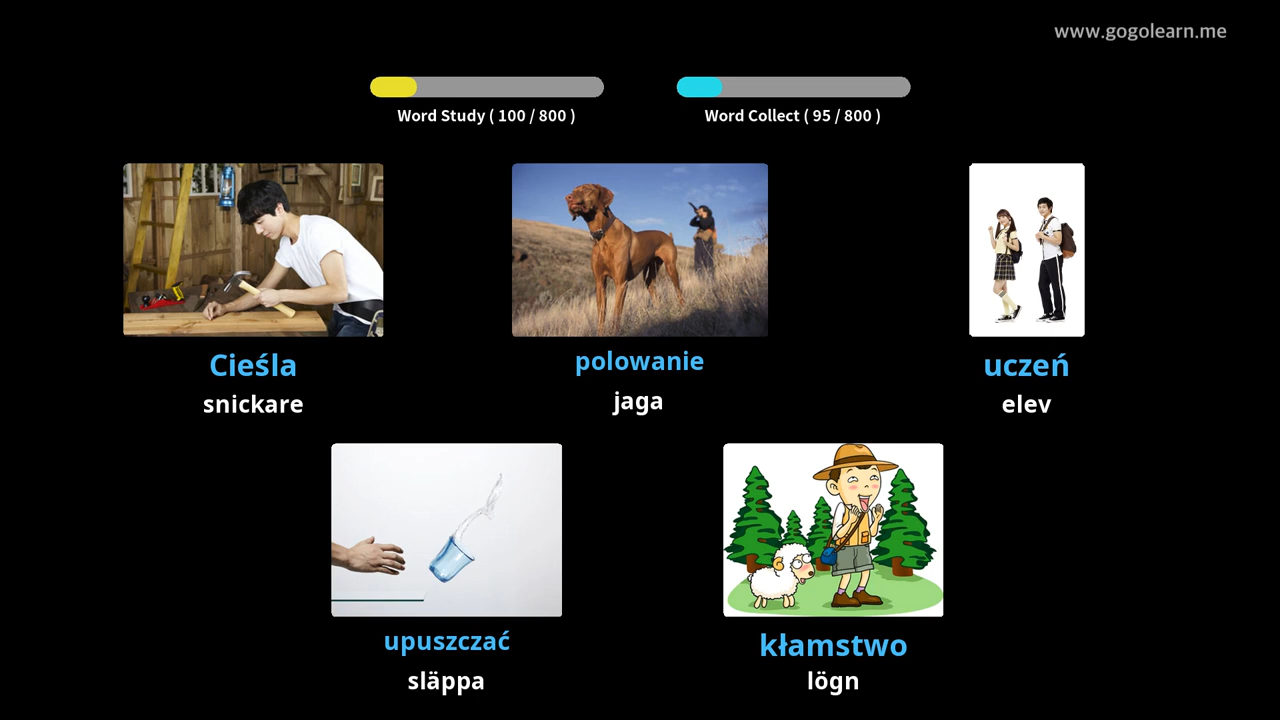 www.gogolearn.me
Word Study ( 100 / 800 )
Word Collect ( 95 / 800 )
Cieśla
snickare
polowanie
jaga
uczeń
elev
upuszczać
släppa
kłamstwo
lögn